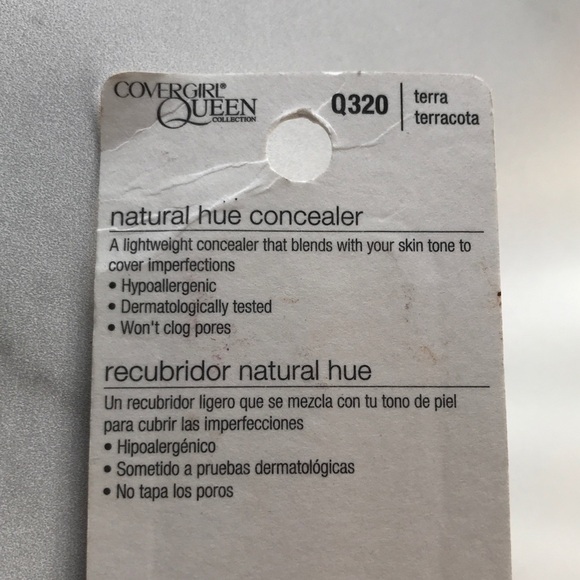 COVERGIRL®
QUEEN
COLLECTION
Q320
terra
terracota
natural hue concealer
A lightweight concealer that blends with your skin tone to
cover imperfections
• Hypoallergenic
• Dermatologically tested
• Won't clog pores
recubridor natural hue
Un recubridor ligero que se mezcla con tu tono de piel
para cubrir las imperfecciones
• Hipoalergénico
• Sometido a pruebas dermatológicas
• No tapa los poros